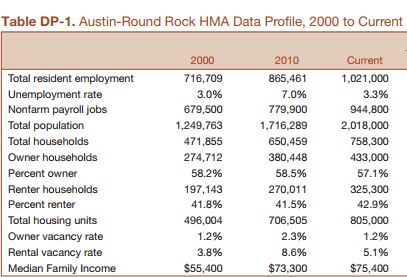 Table DP-1. Austin-Round Rock HMA Data Profile, 2000 to Current
2000 2010 Current
Total resident employment 716,709 865,461 1,021,000
Unemployment rate 3.0% 7.0% 3.3%
Nonfarm payroll jobs 679,500 779,900 944,800
Total population 1,249,763 1,716,289 2,018,000
Total households 471,855 650,459 758,300
Owner households 274,712 380,448 433,000
Percent owner 58.2% 58.5% 57.1%
Renter households 197,143 270,011 325,300
Percent renter 41.8% 41.5% 42.9%
Total housing units 496,004 706,505 805,000
Owner vacancy rate 1.2% 2.3% 1.2%
Rental vacancy rate 3.8% 8.6% 5.1%
Median Family Income $55,400 $73,300 $75,400